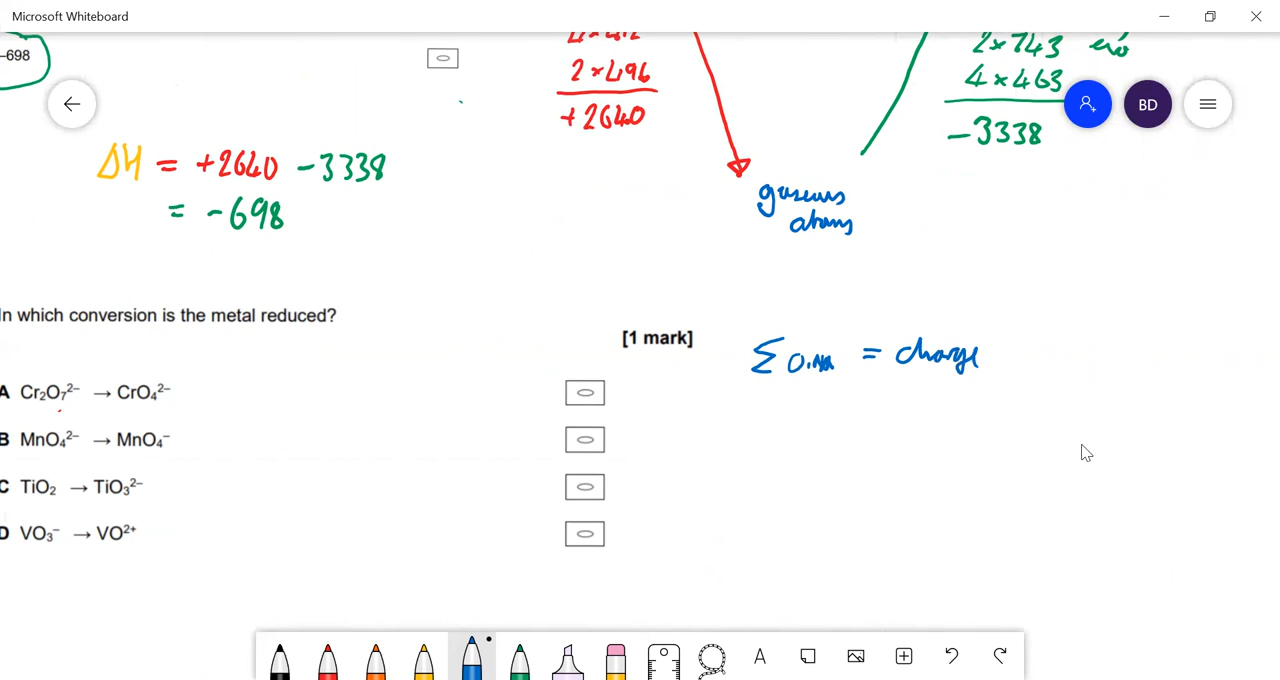 Microsoft Whiteboard
-698
2 × 496
+2640
2 × 743
4 × 463
-3338
BD
ΔH = +2640 -3338
= -698
gaseous
atoms
In which conversion is the metal reduced?
[1 mark]
Σ = charge
A Cr₂O₇²⁻ → CrO₄²⁻
B MnO₄²⁻ → MnO₄⁻
C TiO₂ → TiO₃²⁻
D VO₃⁻ → VO²⁺
A